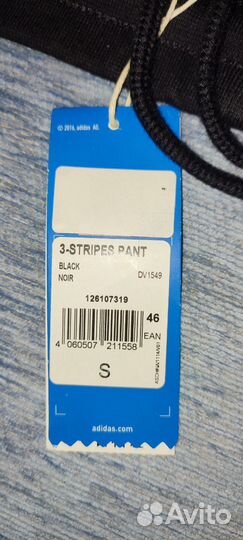 © 2016, adidas AG.
3-STRIPES PANT
BLACK
NOIR DV1549
126107319
46
EAN
4 060507 211558
S
adidas.com
Avito